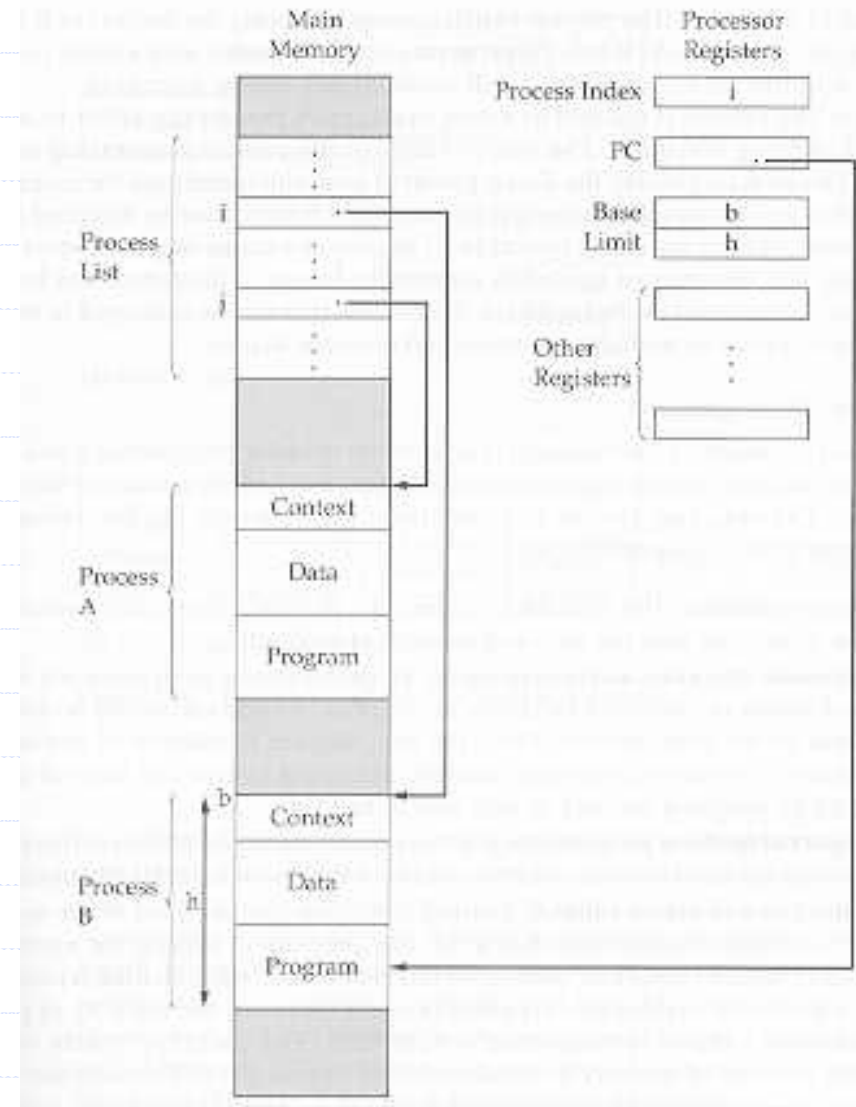 Main
Memory
Processor
Registers
Process Index
i
PC
Base
b
Limit
h
i
Process
List
j
Other
Registers
Context
Process
A
Data
Program
b
Context
Process
B
h
Data
Program